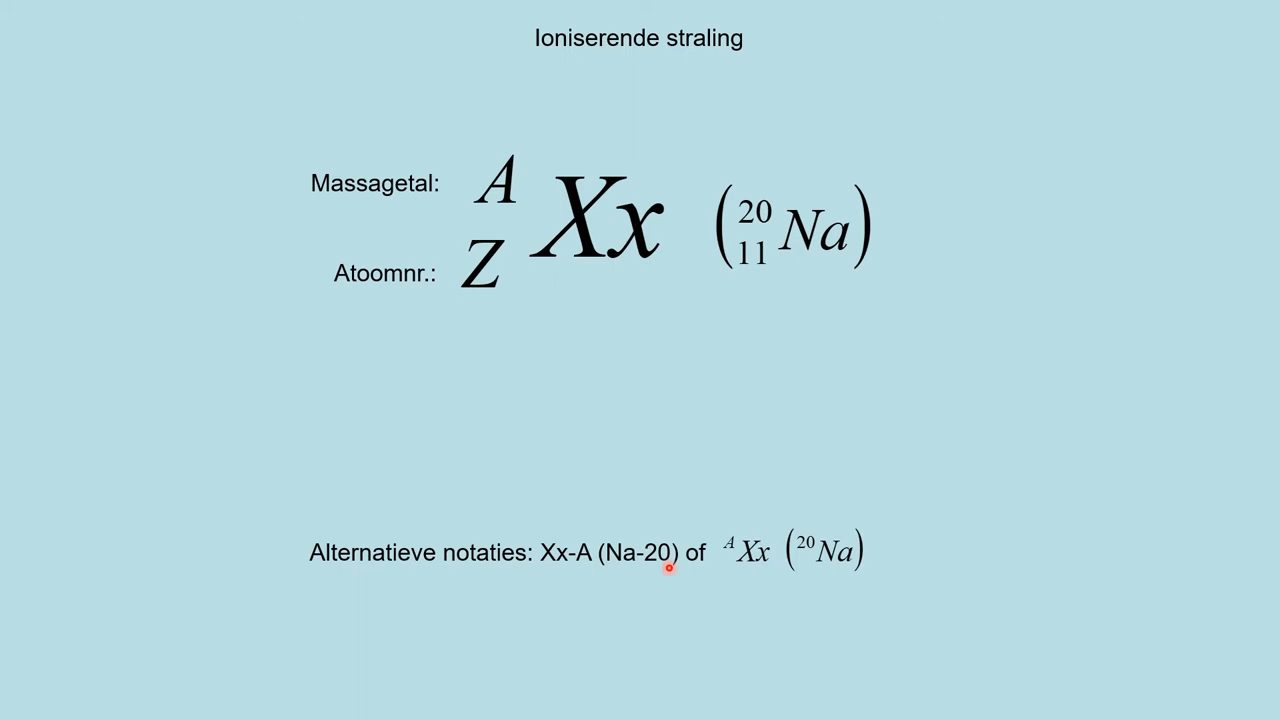 Ioniserende straling
Massagetal: A Xx (20 11 Na)
Atoomnr.: Z
Alternatieve notaties: Xx-A (Na-20) of A Xx (20 Na)